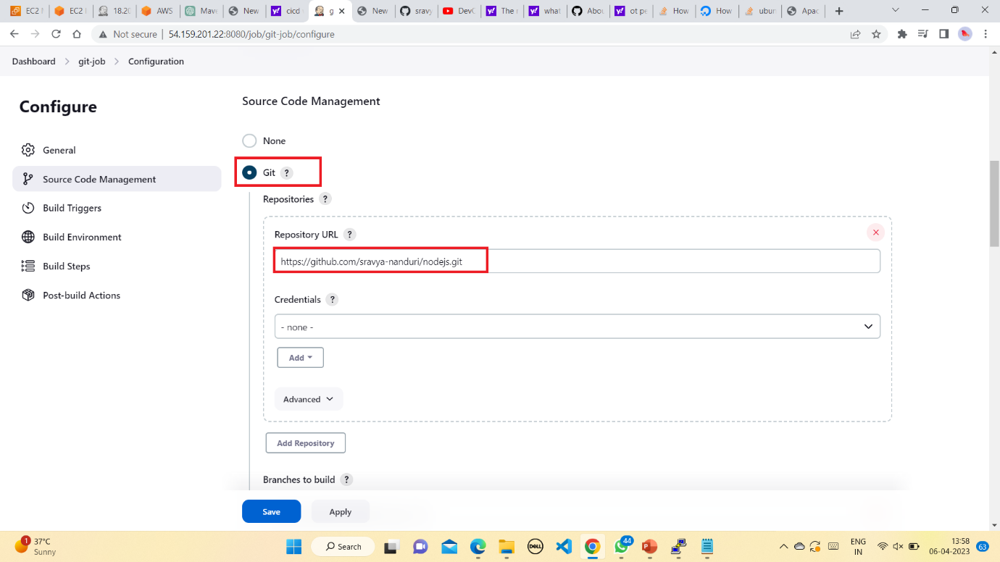 EC2 EC2 18.20 AWS Mave New cicd g New sravy DevO The what Abou ot pe How How ubun Apac
Not secure | 54.159.201.22:8080/job/git-job/configure
Dashboard git-job Configuration
Configure
General
Source Code Management
Build Triggers
Build Environment
Build Steps
Post-build Actions
Source Code Management
None
Git ?
Repositories ?
Repository URL ?
https://github.com/sravya-nanduri/nodejs.git
Credentials ?
- none -
Add
Advanced
Add Repository
Branches to build ?
Save Apply
1 37°C
Sunny
Search
DELL
44
ENG
IN
13:58
06-04-2023
63